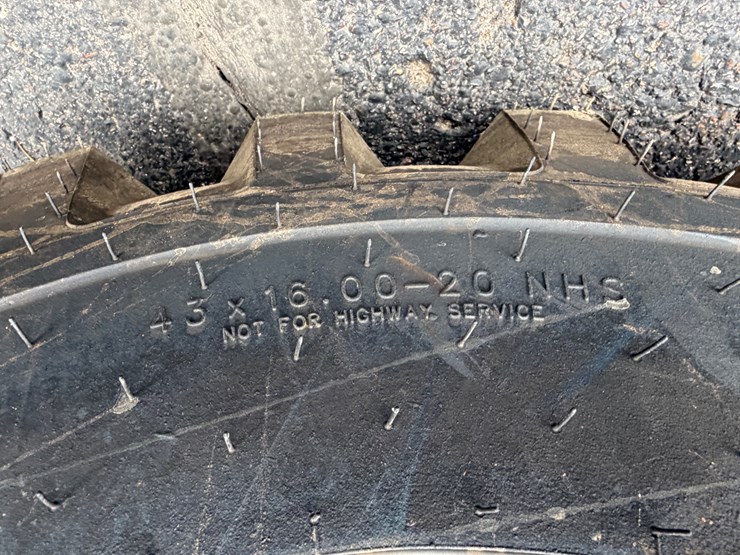 43 x 16.00-20 NHS
NOT FOR HIGHWAY SERVICE